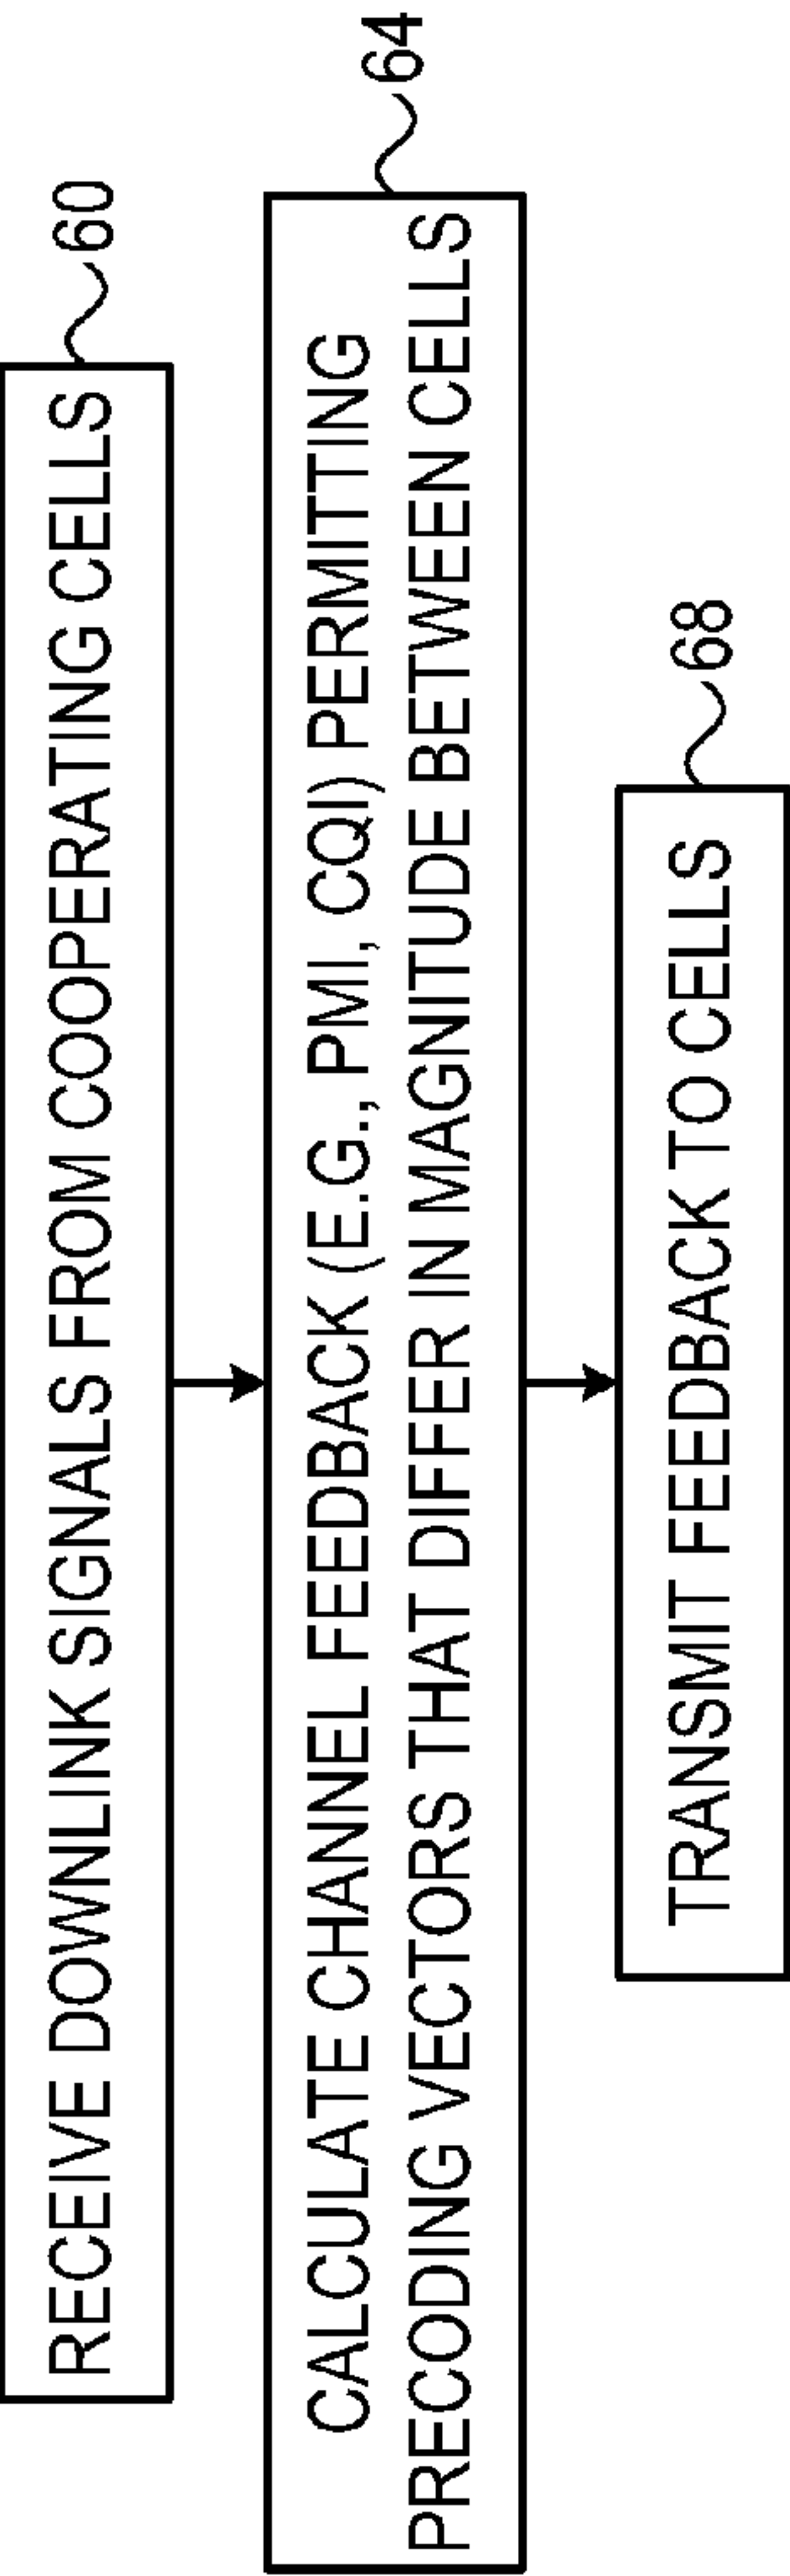 RECEIVE DOWNLINK SIGNALS FROM COOPERATING CELLS
60
CALCULATE CHANNEL FEEDBACK (E.G., PMI, CQI) PERMITTING
PRECODING VECTORS THAT DIFFER IN MAGNITUDE BETWEEN CELLS
64
TRANSMIT FEEDBACK TO CELLS
68